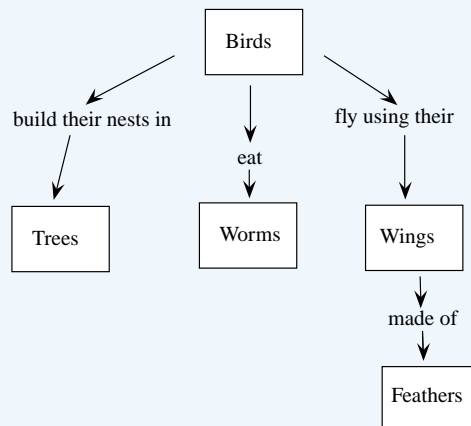 Birds
build their nests in
fly using their
eat
Trees
Worms
Wings
made of
Feathers